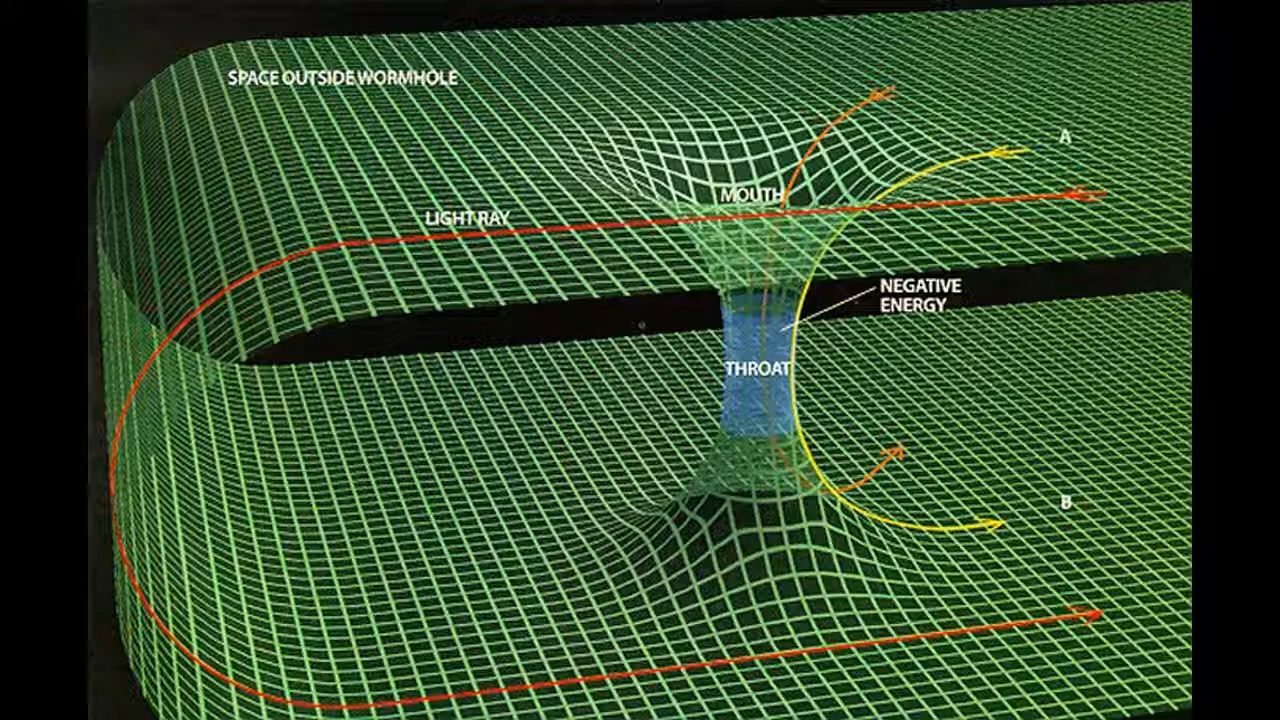 SPACE OUTSIDE WORMHOLE
A
MOUTH
LIGHT RAY
NEGATIVE
ENERGY
THROAT
B